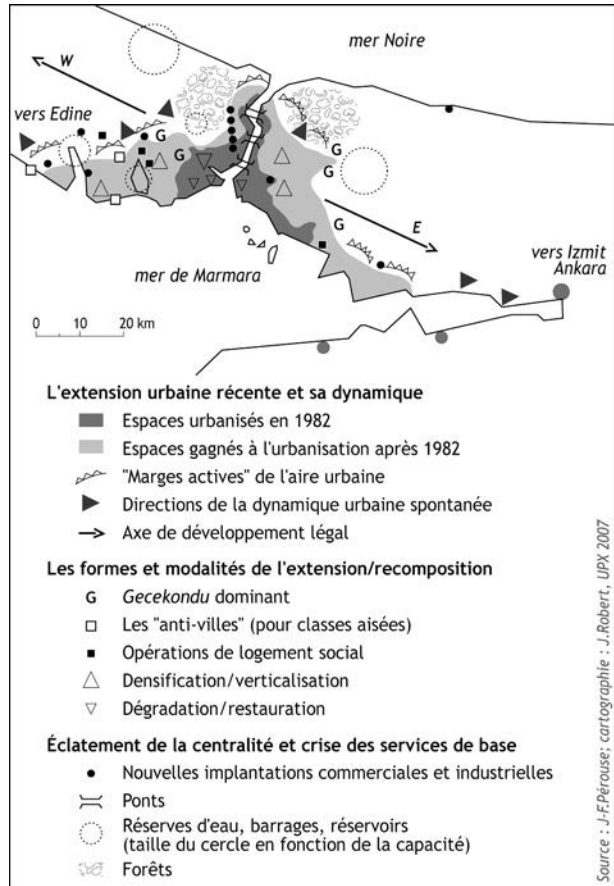 mer Noire
W
vers Edine
G
G
G
G
G
E
mer de Marmara
vers Izmit
Ankara
0 10 20 km
L'extension urbaine récente et sa dynamique
Espaces urbanisés en 1982
Espaces gagnés à l'urbanisation après 1982
"Marges actives" de l'aire urbaine
Directions de la dynamique urbaine spontanée
Axe de développement légal
Les formes et modalités de l'extension/recomposition
G Gecekondu dominant
Les "anti-villes" (pour classes aisées)
Opérations de logement social
Densification/verticalisation
Dégradation/restauration
Éclatement de la centralité et crise des services de base
Nouvelles implantations commerciales et industrielles
Ponts
Réserves d'eau, barrages, réservoirs
(taille du cercle en fonction de la capacité)
Forêts
Source : J-F.Pérouse; cartographie : J.Robert, UPX 2007